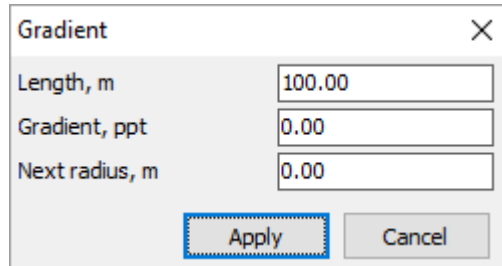 Gradient
Length, m 100.00
Gradient, ppt 0.00
Next radius, m 0.00
Apply Cancel